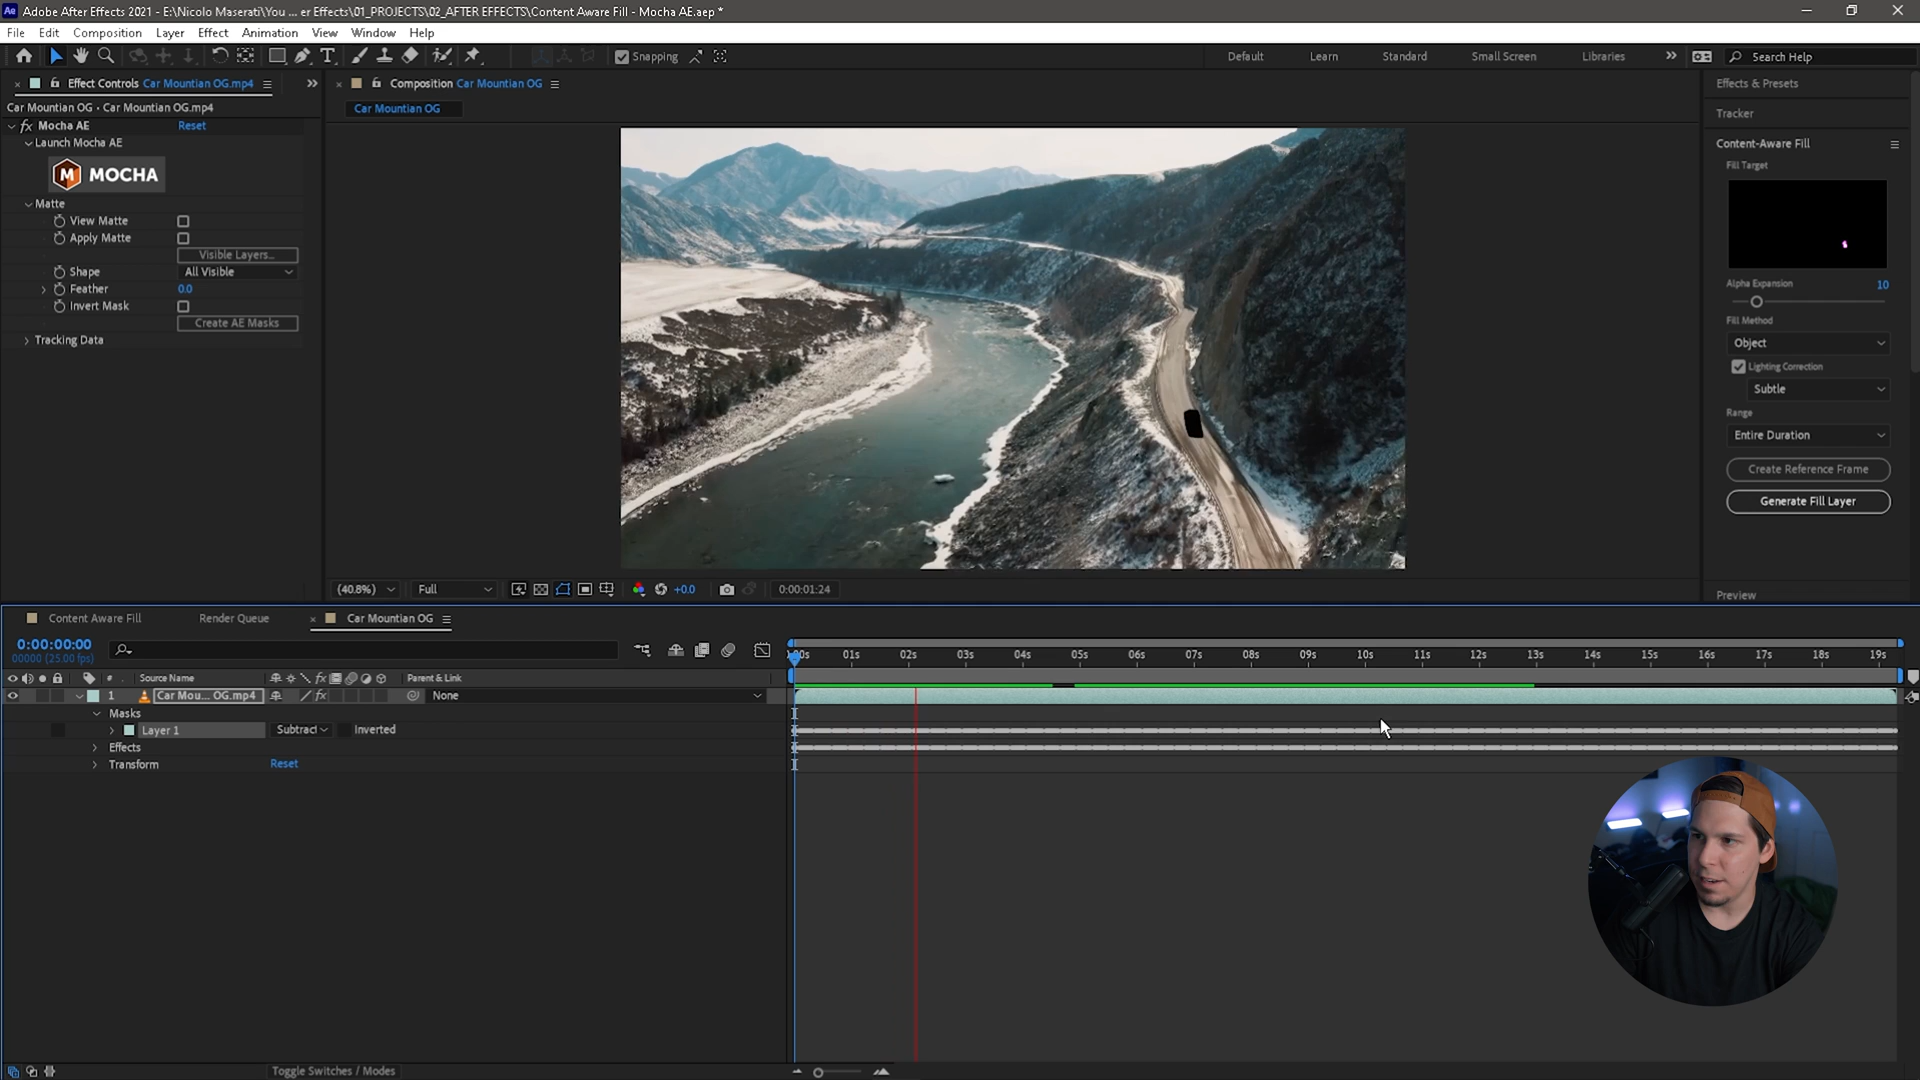 Ae Adobe After Effects 2021 - E:\Nicolo Maserati\You ... er Effects\01_PROJECTS\02_AFTER EFFECTS\Content Aware Fill - Mocha AE.aep *
File Edit Composition Layer Effect Animation View Window Help
Snapping Default Learn Standard Small Screen Libraries Search Help
Effect Controls Car Mountian OG.mp4
Car Mountian OG • Car Mountian OG.mp4
fx Mocha AE Reset
Launch Mocha AE
M MOCHA
Matte
View Matte
Apply Matte
Visible Layers...
Shape All Visible
Feather 0.0
Invert Mask
Create AE Masks
Tracking Data
Composition Car Mountian OG
Car Mountian OG
(40.8%) Full +0.0 0:00:01:24
Effects & Presets
Tracker
Content-Aware Fill
Fill Target
Alpha Expansion 10
Fill Method
Object
Lighting Correction
Subtle
Range
Entire Duration
Create Reference Frame
Generate Fill Layer
Preview
Content Aware Fill Render Queue Car Mountian OG
0:00:00:00
00000 (25.00 fps)
:00s 01s 02s 03s 04s 05s 06s 07s 08s 09s 10s 11s 12s 13s 14s 15s 16s 17s 18s 19s
# Source Name fx Parent & Link
1 Car Mou... OG.mp4 fx None
Masks
Layer 1 Subtract Inverted
Effects
Transform Reset
Toggle Switches / Modes